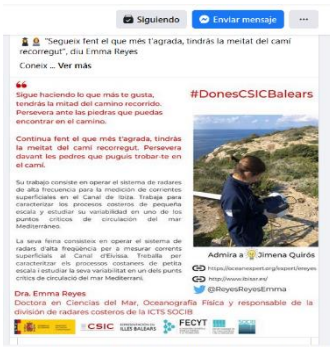 Siguiendo
Enviar mensaje
"Segueix fent el que més t'agrada, tindràs la meitat del camí
recorregut", diu Emma Reyes
Coneix ... Ver más
Sigue haciendo lo que más te gusta,
tendrás la mitad del camino recorrido.
Persevera ante las piedras que puedas
encontrar en el camino.
Continua fent el que més t'agrada, tindràs
la meitat del camí recorregut. Persevera
davant les pedres que puguis trobar-te en
el camí.
Su trabajo consiste en operar el sistema de radares
de alta frecuencia para la medición de corrientes
superficiales en el Canal de Ibiza. Trabaja para
caracterizar los procesos costeros de pequeña
escala y estudiar su variabilidad en uno de los
puntos críticos de circulación del mar
Mediterráneo.
La seva feina consisteix en operar el sistema de
radars d'alta freqüència per a mesurar corrents
superficials al Canal d'Eivissa. Treballa per
caracteritzar els processos costaners de petita
escala i estudiar la seva variabilitat en un dels punts
crítics de circulació del mar Mediterrani.
#DonesCSICBalears
Admira a Jimena Quirós
http://www.ibiriar.es/
@ReyesReyesEmma
Dra. Emma Reyes
Doctora en Ciencias del Mar, Oceanografía Física y responsable de la
división de radares costeros de la ICTS SOCIB
CSIC
ILLES BALEARS
FECYT
SOCIB